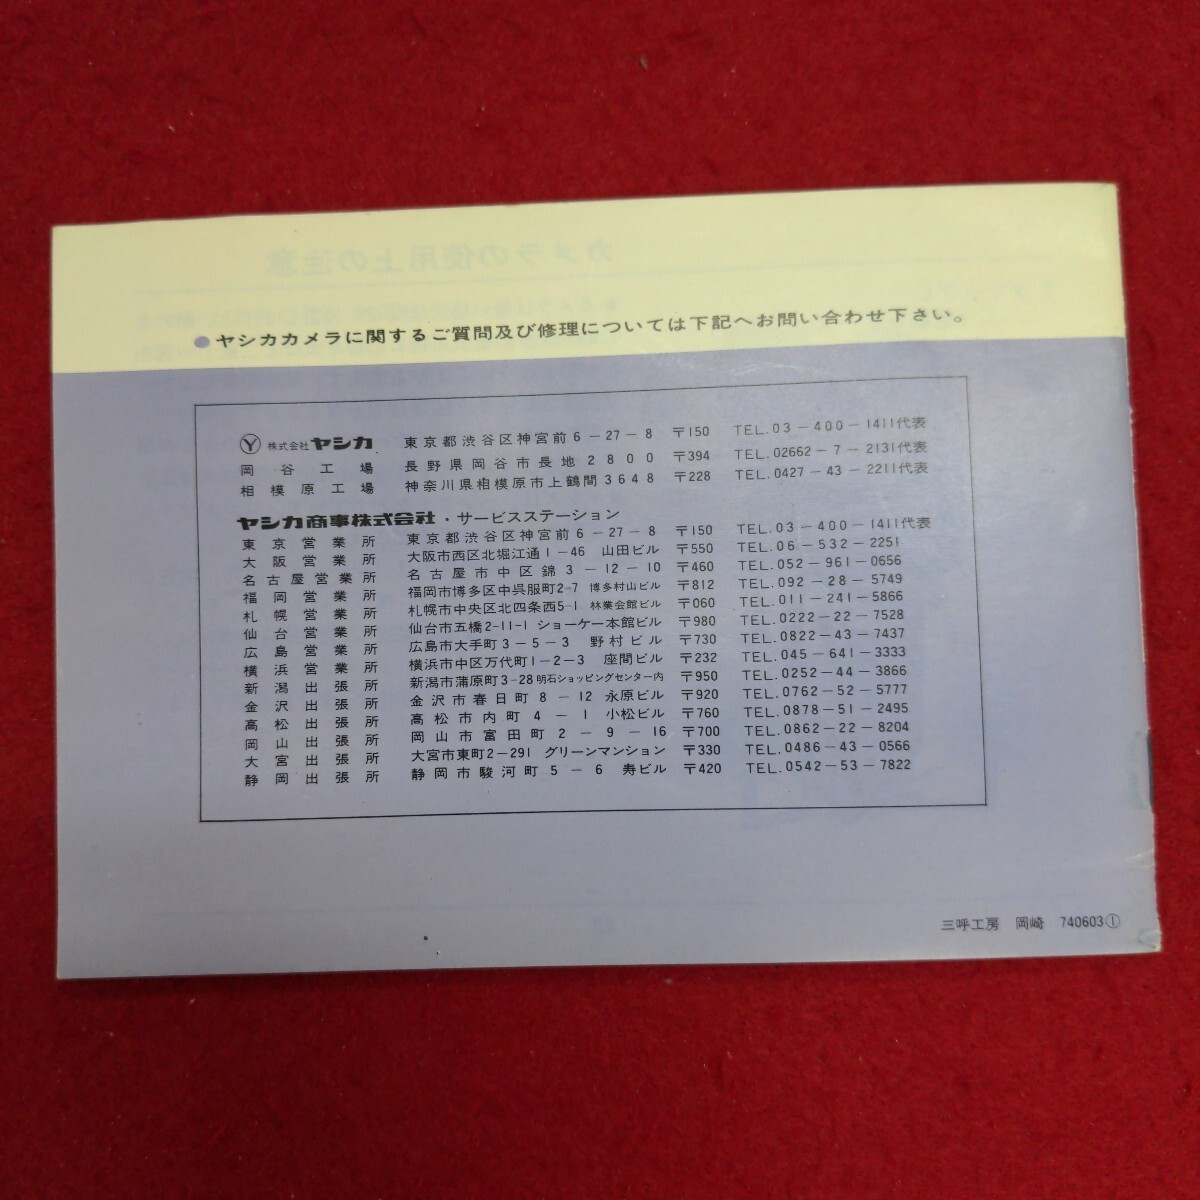 ●ヤシカカメラに関するご質問及び修理については下記へお問い合わせ下さい。
Ⓨ 株式会社 ヤシカ 東京都渋谷区神宮前6-27-8 〒150 TEL.03-400-1411代表
岡谷工場 長野県岡谷市長地2800 〒394 TEL.02662-7-2131代表
相模原工場 神奈川県相模原市上鶴間3648 〒228 TEL.0427-43-2211代表
ヤシカ商事株式会社・サービスステーション
東京営業所 東京都渋谷区神宮前6-27-8 〒150 TEL.03-400-1411代表
大阪営業所 大阪市西区北堀江通1-46 山田ビル 〒550 TEL.06-532-2251
名古屋営業所 名古屋市中区錦3-12-10 〒460 TEL.052-961-0656
福岡営業所 福岡市博多区中呉服町2-7 博多村山ビル 〒812 TEL.092-28-5749
札幌営業所 札幌市中央区北四条西5-1 林業会館ビル 〒060 TEL.011-241-5866
仙台営業所 仙台市五橋2-11-1 ショーケー本館ビル 〒980 TEL.0222-22-7528
広島営業所 広島市大手町3-5-3 野村ビル 〒730 TEL.0822-43-7437
横浜営業所 横浜市中区万代町1-2-3 座間ビル 〒232 TEL.045-641-3333
新潟出張所 新潟市蒲原町3-28 明石ショッピングセンター内 〒950 TEL.0252-44-3866
金沢出張所 金沢市春日町8-12 永原ビル 〒920 TEL.0762-52-5777
高松出張所 高松市内町4-1 小松ビル 〒760 TEL.0878-51-2495
岡山出張所 岡山市富田町2-9-16 〒700 TEL.0862-22-8204
大宮出張所 大宮市東町2-291 グリーンマンション 〒330 TEL.0486-43-0566
静岡出張所 静岡市駿河町5-6 寿ビル 〒420 TEL.0542-53-7822
三呼工房 岡崎 740603①